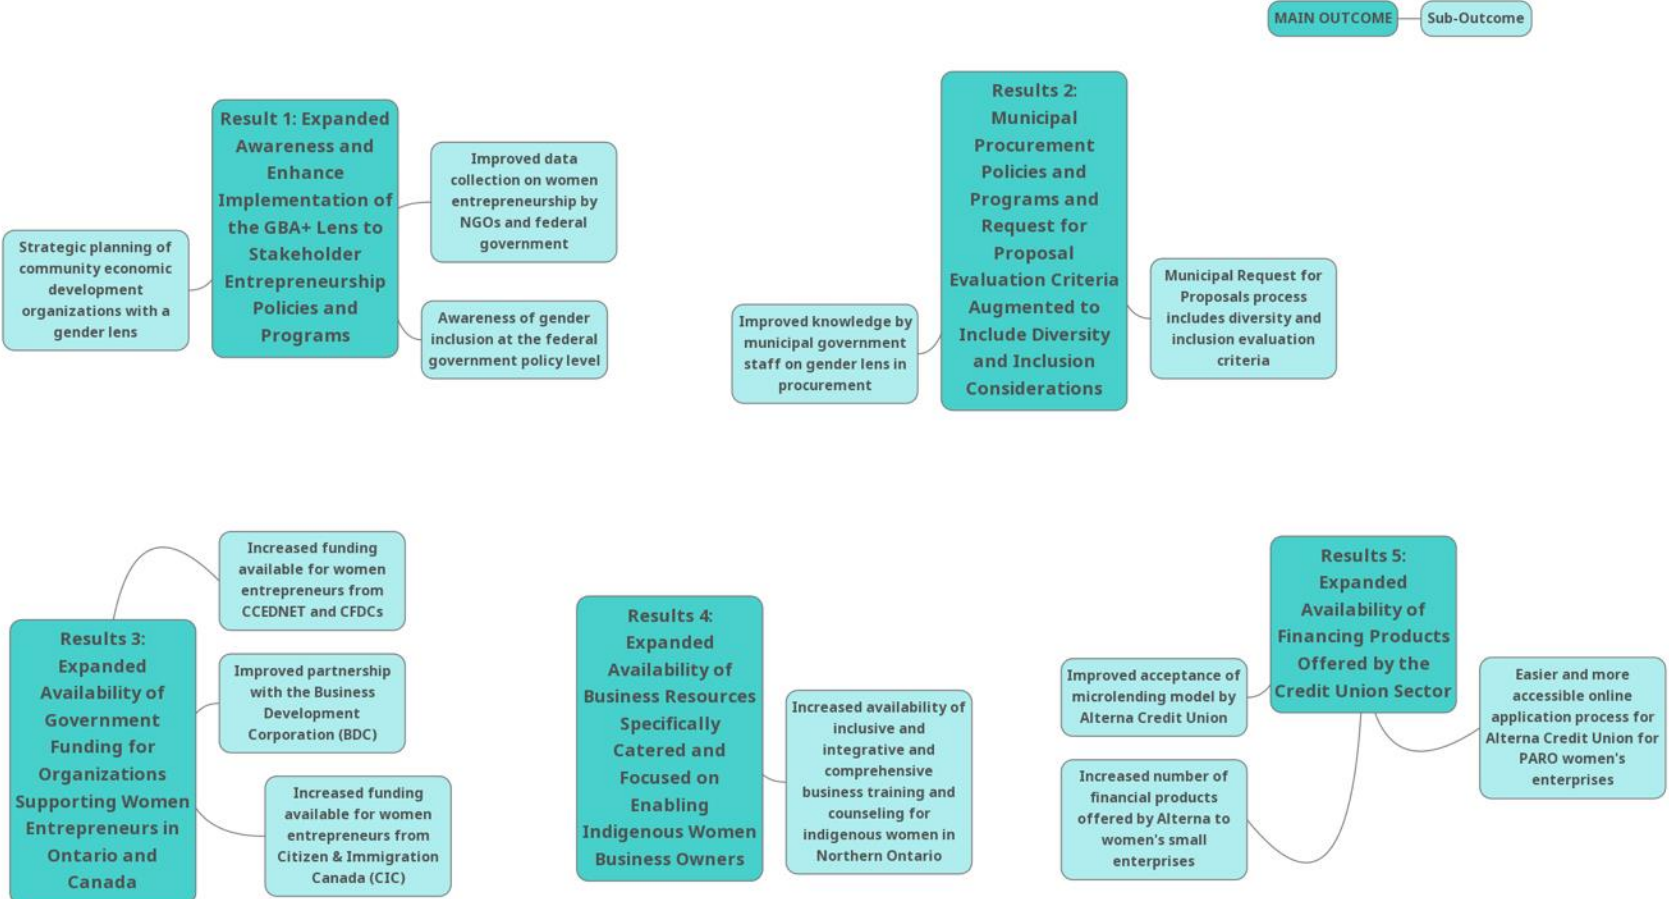 MAIN OUTCOME
Sub-Outcome
Result 1: Expanded
Awareness and
Enhance
Implementation of
the GBA+ Lens to
Stakeholder
Entrepreneurship
Policies and
Programs
Strategic planning of
community economic
development
organizations with a
gender lens
Improved data
collection on women
entrepreneurship by
NGOs and federal
government
Awareness of gender
inclusion at the federal
government policy level
Results 2:
Municipal
Procurement
Policies and
Programs and
Request for
Proposal
Evaluation Criteria
Augmented to
Include Diversity
and Inclusion
Considerations
Improved knowledge by
municipal government
staff on gender lens in
procurement
Municipal Request for
Proposals process
includes diversity and
inclusion evaluation
criteria
Results 3:
Expanded
Availability of
Government
Funding for
Organizations
Supporting Women
Entrepreneurs in
Ontario and
Canada
Increased funding
available for women
entrepreneurs from
CCEDNET and CFDCs
Improved partnership
with the Business
Development
Corporation (BDC)
Increased funding
available for women
entrepreneurs from
Citizen & Immigration
Canada (CIC)
Results 4:
Expanded
Availability of
Business Resources
Specifically
Catered and
Focused on
Enabling
Indigenous Women
Business Owners
Increased availability of
inclusive and
integrative and
comprehensive
business training and
counseling for
indigenous women in
Northern Ontario
Results 5:
Expanded
Availability of
Financing Products
Offered by the
Credit Union Sector
Improved acceptance of
microlending model by
Alterna Credit Union
Increased number of
financial products
offered by Alterna to
women's small
enterprises
Easier and more
accessible online
application process for
Alterna Credit Union for
PARO women's
enterprises